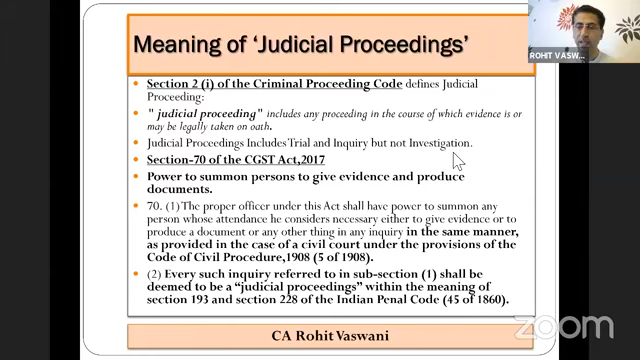 Meaning of 'Judicial Proceedings'
ROHIT VASW...
Section 2 (i) of the Criminal Proceeding Code defines Judicial
Proceeding:
" judicial proceeding" includes any proceeding in the course of which evidence is or
may be legally taken on oath.
Judicial Proceedings Includes Trial and Inquiry but not Investigation.
Section-70 of the CGST Act,2017
Power to summon persons to give evidence and produce
documents.
70. (1) The proper officer under this Act shall have power to summon any
person whose attendance he considers necessary either to give evidence or to
produce a document or any other thing in any inquiry in the same manner,
as provided in the case of a civil court under the provisions of the
Code of Civil Procedure,1908 (5 of 1908).
(2) Every such inquiry referred to in sub-section (1) shall be
deemed to be a "judicial proceedings" within the meaning of
section 193 and section 228 of the Indian Penal Code (45 of 1860).
zoom
CA Rohit Vaswani